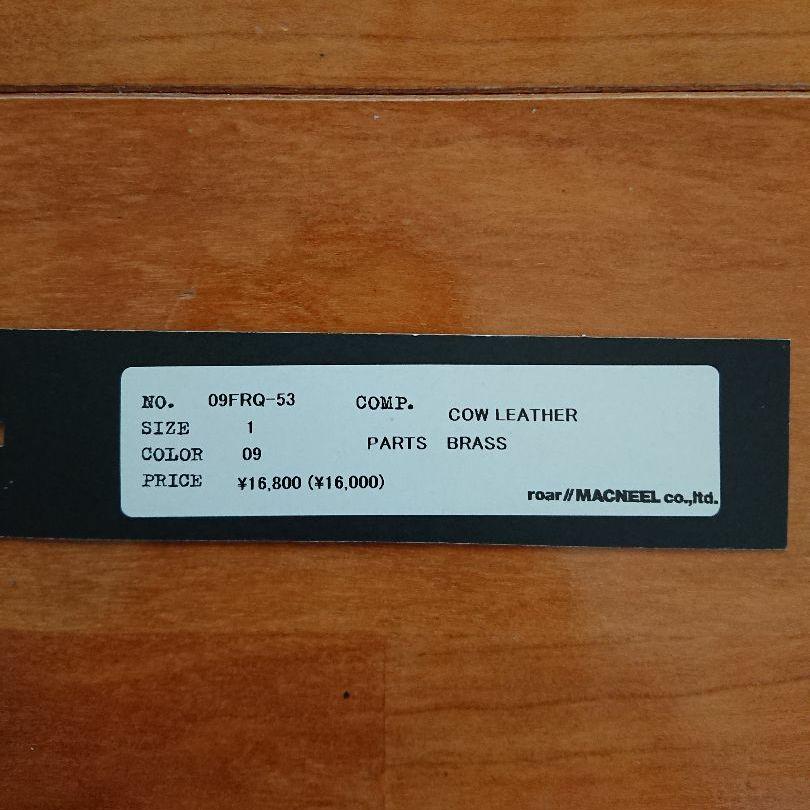 NO. 09FRQ-53
SIZE 1
COLOR 09
PRICE ¥16,800 (¥16,000)
COMP. COW LEATHER
PARTS BRASS
roar//MACNEEL co.,ltd.